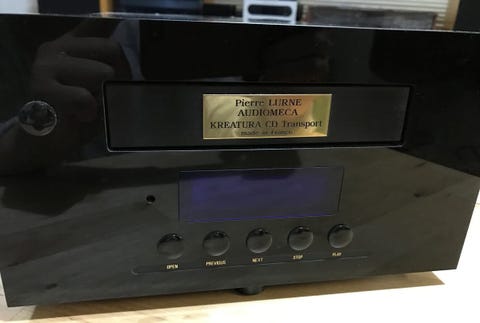 Pierre LURNE
AUDIOMECA
KREATURA CD Transport
made in France
OPEN PREVIOUS NEXT STOP PLAY